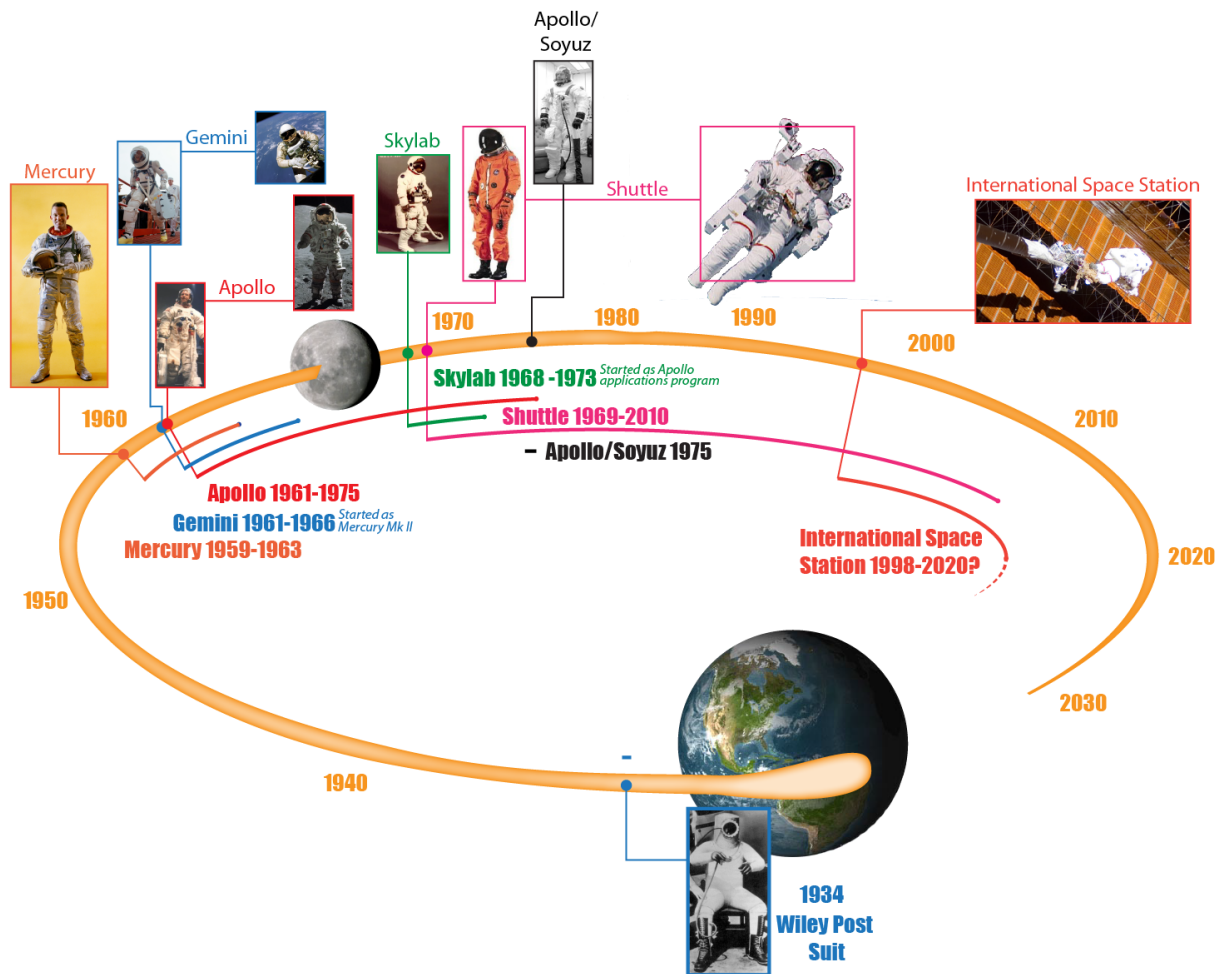 Apollo/
Soyuz
Gemini
Skylab
Mercury
Shuttle
International Space Station
Apollo
1970
1980
1990
2000
Skylab 1968 -1973
Started as Apollo
applications program
1960
Shuttle 1969-2010
2010
– Apollo/Soyuz 1975
Apollo 1961-1975
Gemini 1961-1966
Started as
Mercury Mk II
Mercury 1959-1963
International Space
Station 1998-2020?
2020
1950
2030
1940
-
1934
Wiley Post
Suit